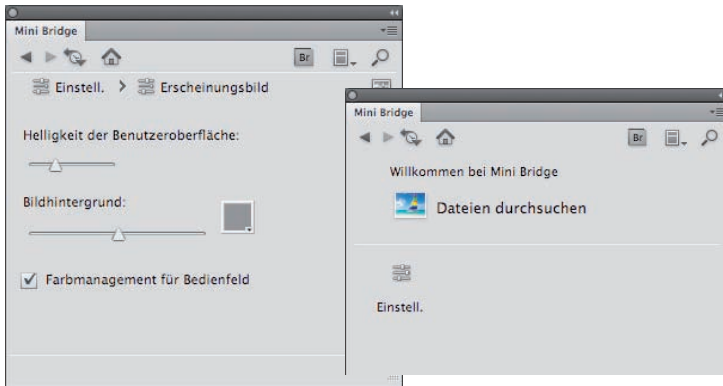 Mini Bridge
Br
Einstell. > Erscheinungsbild
Helligkeit der Benutzeroberfläche:
Bildhintergrund:
Farbmanagement für Bedienfeld
Mini Bridge
Br
Willkommen bei Mini Bridge
Dateien durchsuchen
Einstell.